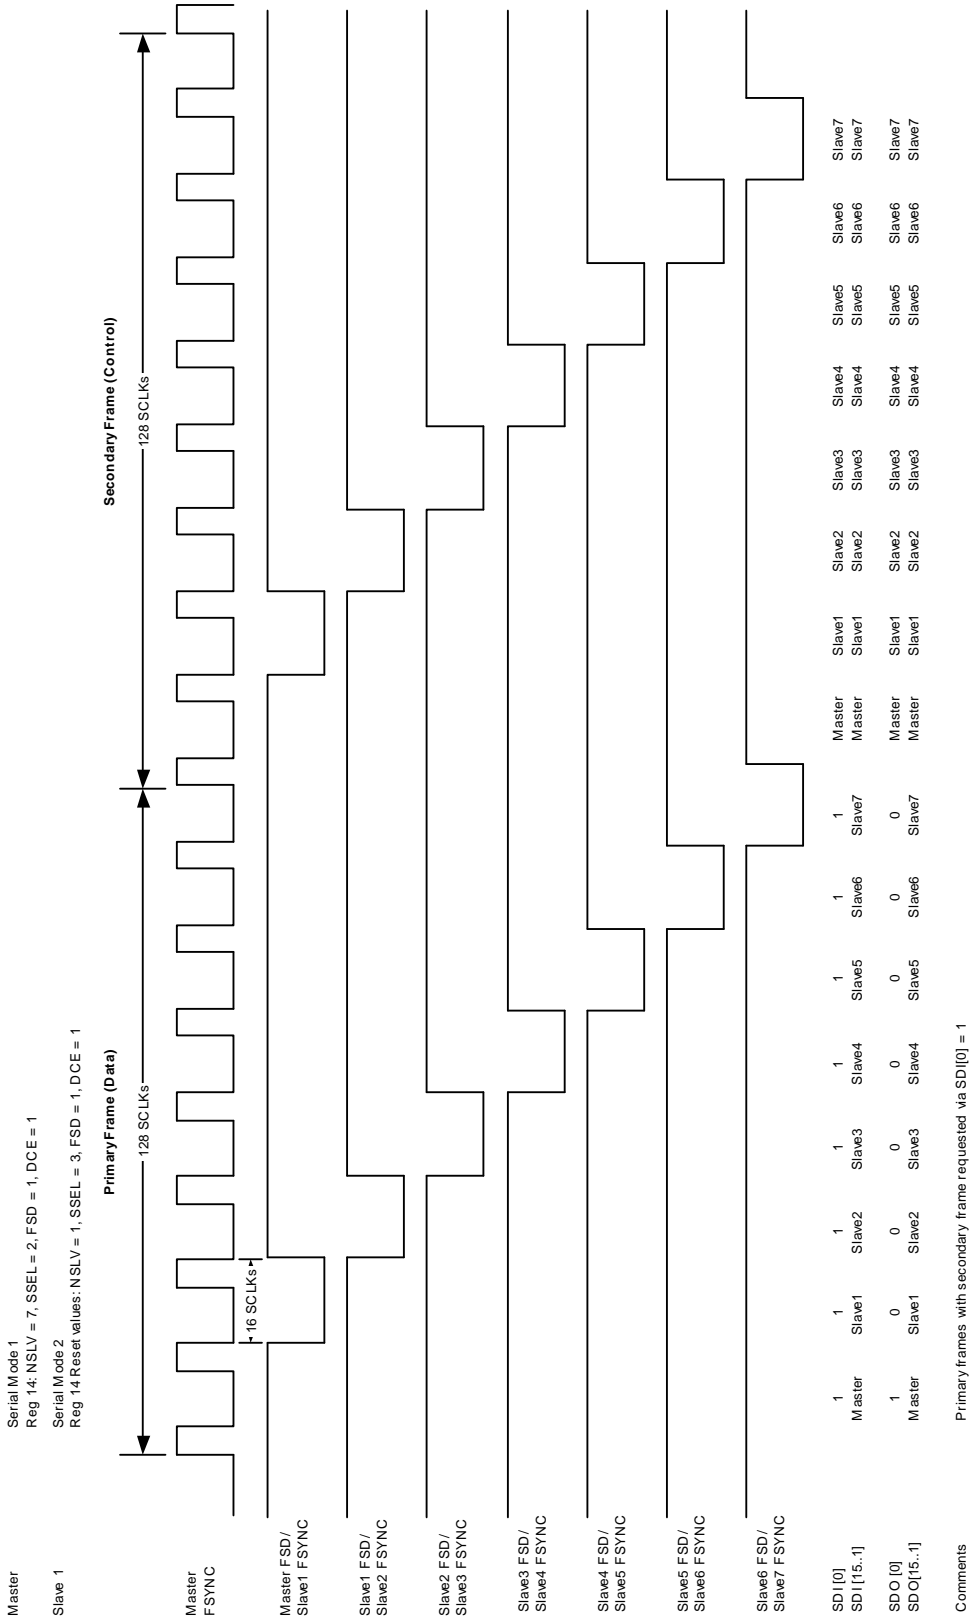 Master Serial Mode 1
Reg 14: NSLV = 7, SSEL = 2, FSD = 1, DCE = 1
Slave 1 Serial Mode 2
Reg 14 Reset values: NSLV = 1, SSEL = 3, FSD = 1, DCE = 1
Primary Frame (Data) Secondary Frame (Control)
128 SCLKs 128 SCLKs
Master
FSYNC
16 SCLKs
Master FSD/
Slave1 FSYNC
Slave1 FSD/
Slave2 FSYNC
Slave2 FSD/
Slave3 FSYNC
Slave3 FSD/
Slave4 FSYNC
Slave4 FSD/
Slave5 FSYNC
Slave5 FSD/
Slave6 FSYNC
Slave6 FSD/
Slave7 FSYNC
SDI[0] 1 1 1 1 1 1 1 1 Master Slave1 Slave2 Slave3 Slave4 Slave5 Slave6 Slave7
SDI[15..1] Master Slave1 Slave2 Slave3 Slave4 Slave5 Slave6 Slave7 Master Slave1 Slave2 Slave3 Slave4 Slave5 Slave6 Slave7
SDO[0] 1 0 0 0 0 0 0 0 Master Slave1 Slave2 Slave3 Slave4 Slave5 Slave6 Slave7
SDO[15..1] Master Slave1 Slave2 Slave3 Slave4 Slave5 Slave6 Slave7 Master Slave1 Slave2 Slave3 Slave4 Slave5 Slave6 Slave7
Comments Primary frames with secondary frame requested via SDI[0] = 1